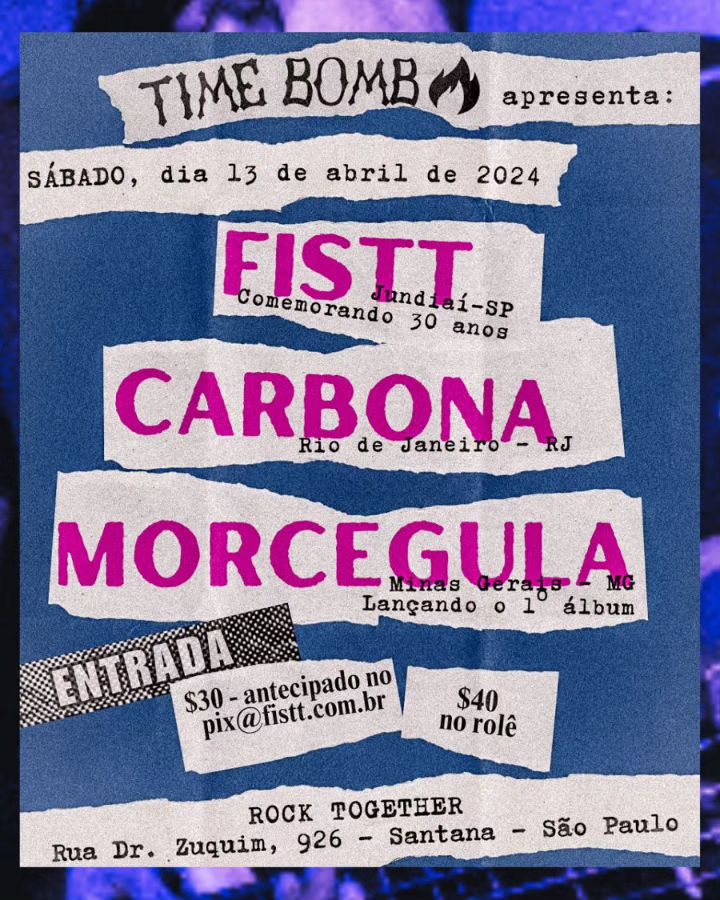 TIME BOMB apresenta:
SÁBADO, dia 13 de abril de 2024
FISTT
Jundiaí-SP
Comemorando 30 anos
CARBONA
Rio de Janeiro - RJ
MORCEGULA
Minas Gerais - MG
Lançando o 1º álbum
ENTRADA
$30 - antecipado no
pix@fistt.com.br
$40
no rolê
ROCK TOGETHER
Rua Dr. Zuquim, 926 - Santana - São Paulo